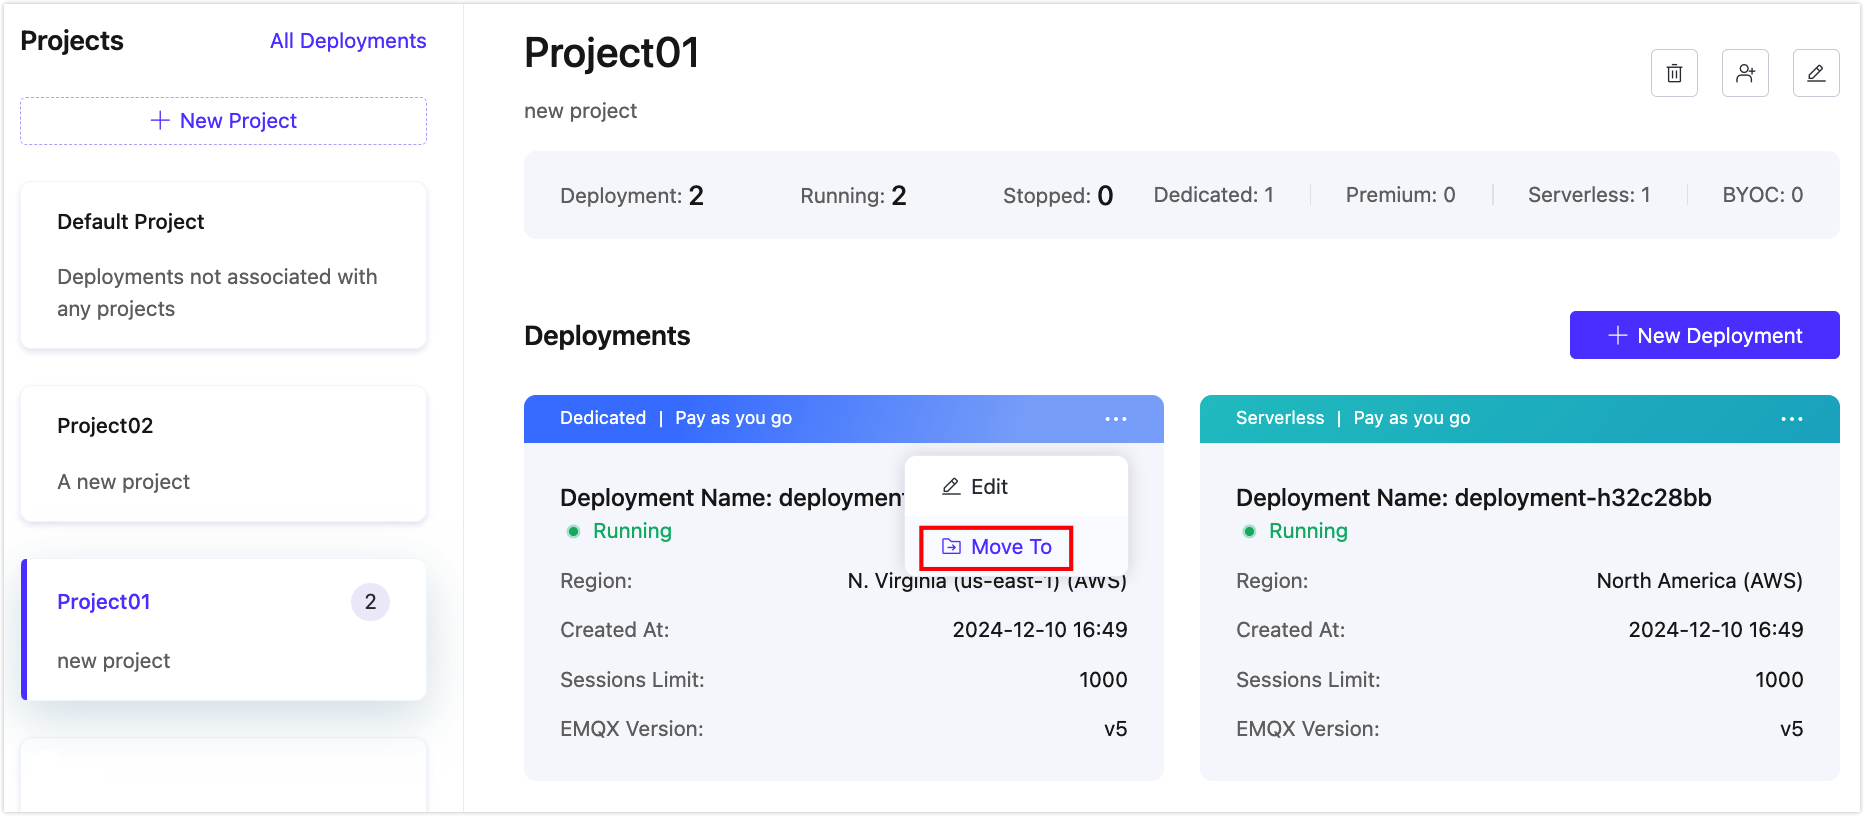 Projects
All Deployments
New Project
Default Project
Deployments not associated with
any projects
Project02
A new project
Project01
2
new project
Project01
new project
Deployment: 2
Running: 2
Stopped: 0
Dedicated: 1
Premium: 0
Serverless: 1
BYOC: 0
Deployments
New Deployment
Dedicated | Pay as you go
Deployment Name: deployment
Running
Edit
Move To
Region: N. Virginia (us-east-1) (AWS)
Created At: 2024-12-10 16:49
Sessions Limit: 1000
EMQX Version: v5
Serverless | Pay as you go
Deployment Name: deployment-h32c28bb
Running
Region: North America (AWS)
Created At: 2024-12-10 16:49
Sessions Limit: 1000
EMQX Version: v5